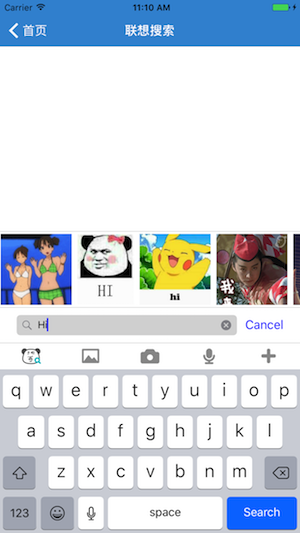 Carrier 11:10 AM
首页 联想搜索
HI
hi
我
Hi Cancel
q w e r t y u i o p
a s d f g h j k l
z x c v b n m
123 space Search